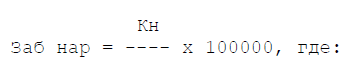 Кн
Заб нар = ---- x 100000, где: